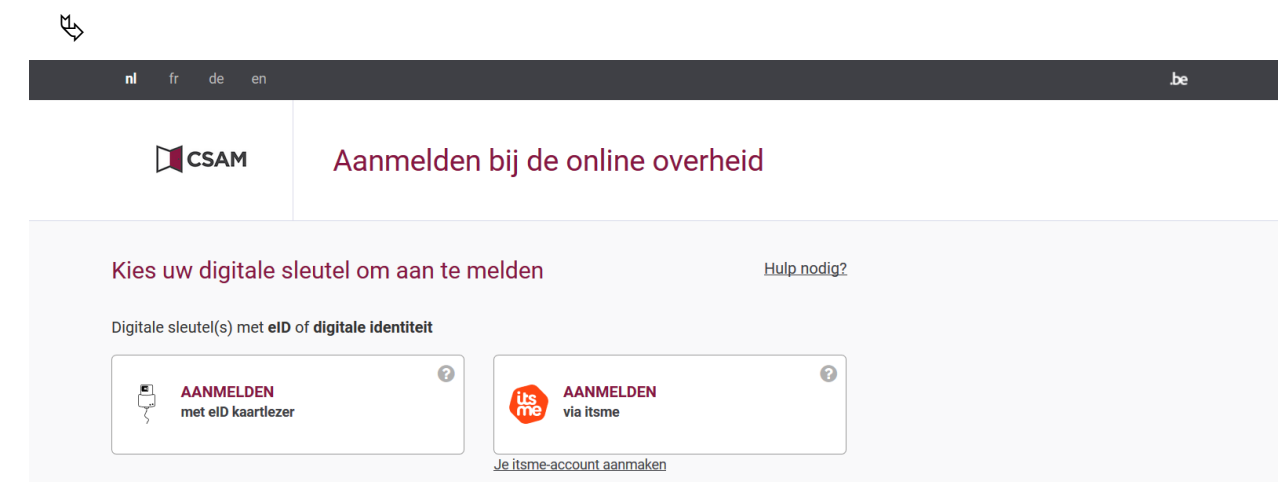 nl fr de en .be
CSAM
Aanmelden bij de online overheid
Kies uw digitale sleutel om aan te melden
Hulp nodig?
Digitale sleutel(s) met eID of digitale identiteit
AANMELDEN
met eID kaartlezer
?
itsme
AANMELDEN
via itsme
?
Je itsme-account aanmaken